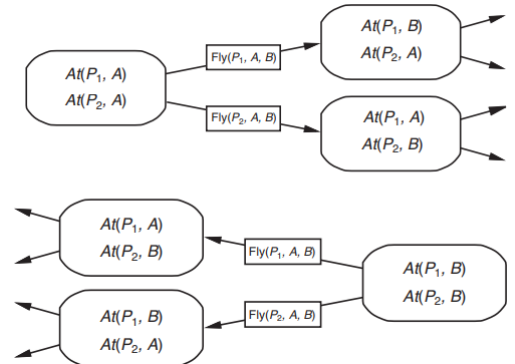 At(P1, A)
At(P2, A)
Fly(P1, A, B)
Fly(P2, A, B)
At(P1, B)
At(P2, A)
At(P1, A)
At(P2, B)
At(P1, A)
At(P2, B)
At(P1, B)
At(P2, A)
Fly(P1, A, B)
Fly(P2, A, B)
At(P1, B)
At(P2, B)